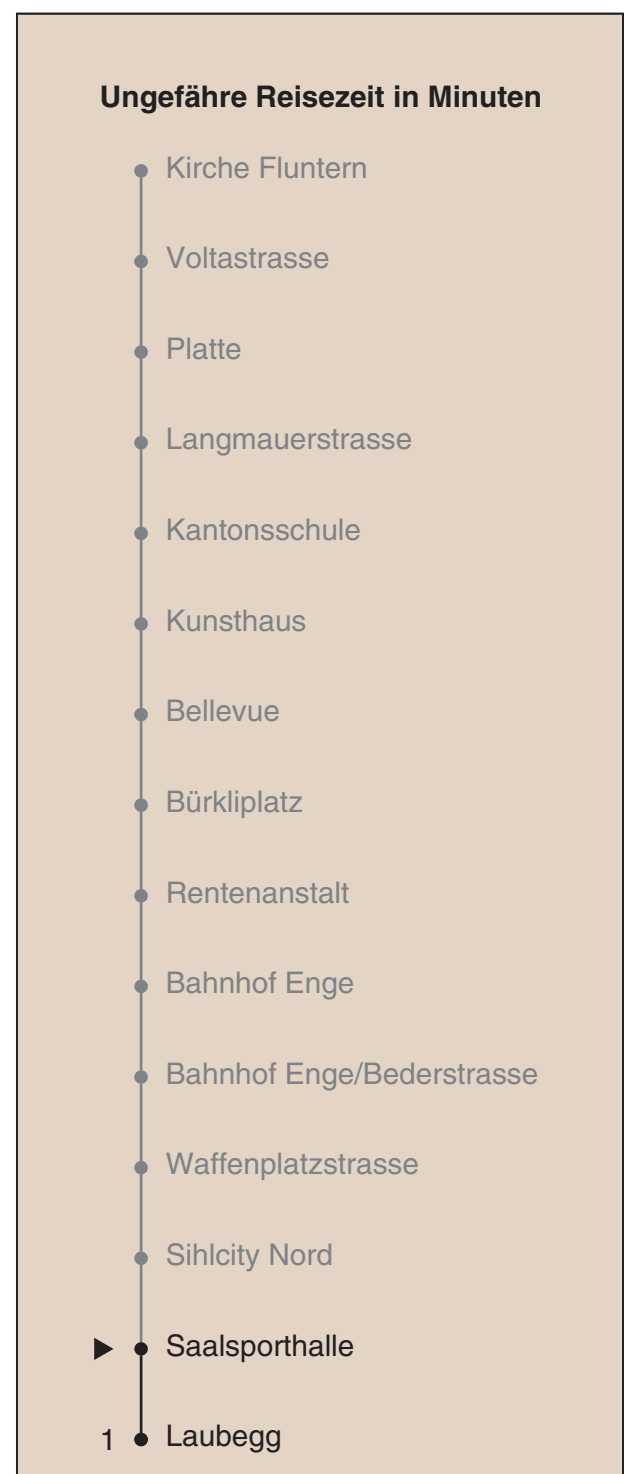 Ungefähre Reisezeit in Minuten
Kirche Fluntern
Voltastrasse
Platte
Langmauerstrasse
Kantonsschule
Kunsthaus
Bellevue
Bürkliplatz
Rentenanstalt
Bahnhof Enge
Bahnhof Enge/Bederstrasse
Waffenplatzstrasse
Sihlcity Nord
Saalsporthalle
1 Laubegg